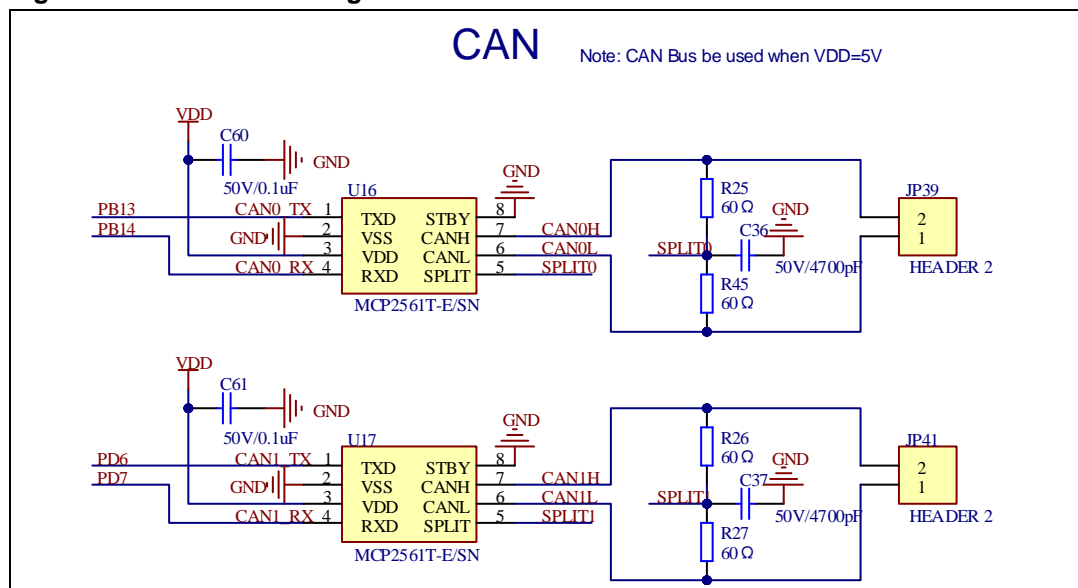 CAN
Note: CAN Bus be used when VDD=5V
VDD
C60
GND
50V/0.1uF
U16
PB13
CAN0_TX
1
TXD
STBY
8
GND
GND
2
VSS
CANH
7
CAN0H
3
VDD
CANL
6
CAN0L
PB14
CAN0_RX
4
RXD
SPLIT
5
SPLIT0
MCP2561T-E/SN
R25
60Ω
SPLIT0
C36
GND
50V/4700pF
R45
60Ω
JP39
2
1
HEADER 2
VDD
C61
GND
50V/0.1uF
U17
PD6
CAN1_TX
1
TXD
STBY
8
GND
GND
2
VSS
CANH
7
CAN1H
3
VDD
CANL
6
CAN1L
PD7
CAN1_RX
4
RXD
SPLIT
5
SPLIT1
MCP2561T-E/SN
R26
60Ω
C37
GND
50V/4700pF
R27
60Ω
JP41
2
1
HEADER 2